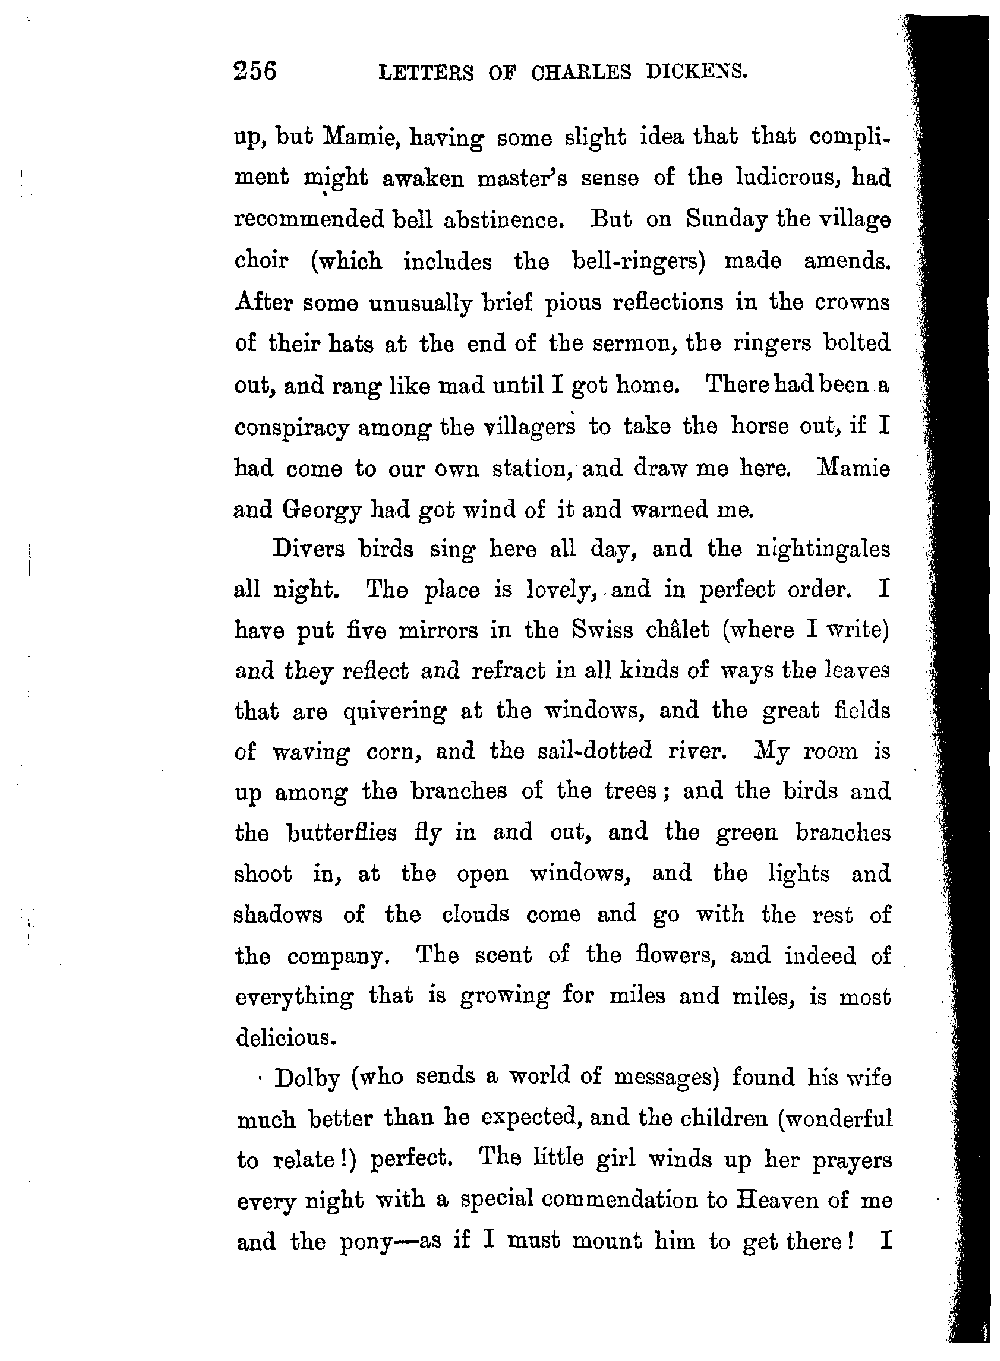 256 LETTERS OF CHARLES DICKENS.
up, but Mamie, having some slight idea that that compli-
ment might awaken master's sense of the ludicrous, had
recommended bell abstinence. But on Sunday the village
choir (which includes the bell-ringers) made amends.
After some unusually brief pious reflections in the crowns
of their hats at the end of the sermon, the ringers bolted
out, and rang like mad until I got home. There had been a
conspiracy among the villagers to take the horse out, if I
had come to our own station, and draw me here. Mamie
and Georgy had got wind of it and warned me.
Divers birds sing here all day, and the nightingales
all night. The place is lovely, and in perfect order. I
have put five mirrors in the Swiss châlet (where I write)
and they reflect and refract in all kinds of ways the leaves
that are quivering at the windows, and the great fields
of waving corn, and the sail-dotted river. My room is
up among the branches of the trees; and the birds and
the butterflies fly in and out, and the green branches
shoot in, at the open windows, and the lights and
shadows of the clouds come and go with the rest of
the company. The scent of the flowers, and indeed of
everything that is growing for miles and miles, is most
delicious.
Dolby (who sends a world of messages) found his wife
much better than he expected, and the children (wonderful
to relate!) perfect. The little girl winds up her prayers
every night with a special commendation to Heaven of me
and the pony—as if I must mount him to get there! I